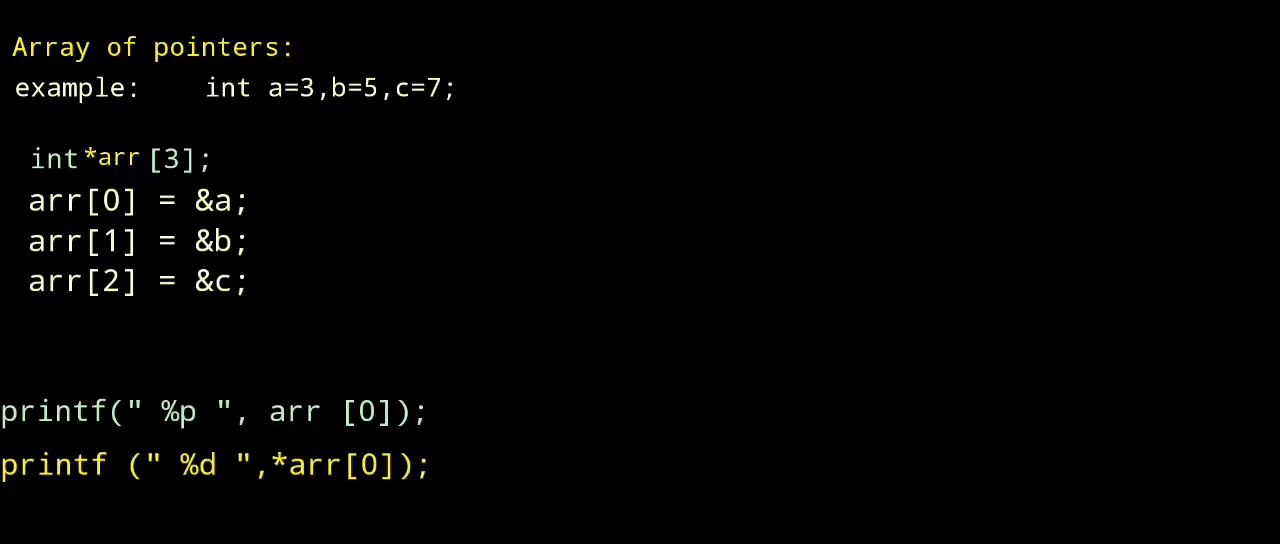 Array of pointers:
example:    int a=3,b=5,c=7;
int *arr [3];
arr[0] = &a;
arr[1] = &b;
arr[2] = &c;
printf(" %p ", arr [0]);
printf (" %d ",*arr[0]);